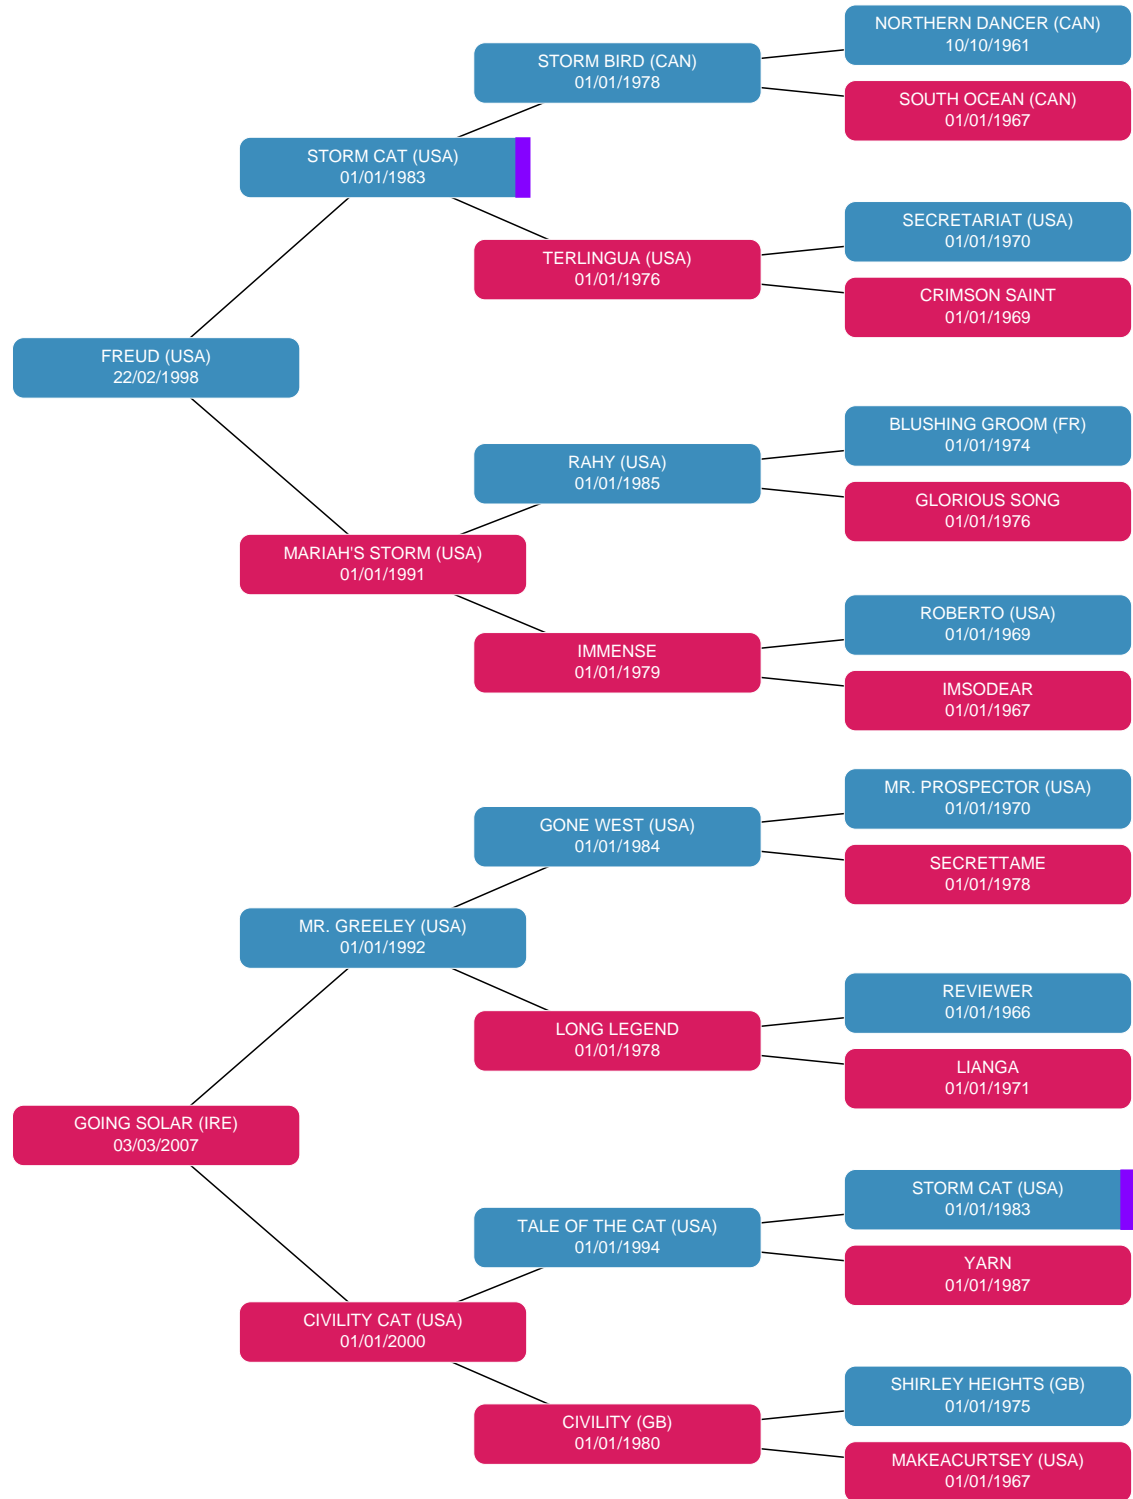 NORTHERN DANCER (CAN)
10/10/1961
STORM BIRD (CAN)
01/01/1978
SOUTH OCEAN (CAN)
01/01/1967
STORM CAT (USA)
01/01/1983
SECRETARIAT (USA)
01/01/1970
TERLINGUA (USA)
01/01/1976
CRIMSON SAINT
01/01/1969
FREUD (USA)
22/02/1998
BLUSHING GROOM (FR)
01/01/1974
RAHY (USA)
01/01/1985
GLORIOUS SONG
01/01/1976
MARIAH'S STORM (USA)
01/01/1991
ROBERTO (USA)
01/01/1969
IMMENSE
01/01/1979
IMSODEAR
01/01/1967
MR. PROSPECTOR (USA)
01/01/1970
GONE WEST (USA)
01/01/1984
SECRETTAME
01/01/1978
MR. GREELEY (USA)
01/01/1992
REVIEWER
01/01/1966
LONG LEGEND
01/01/1978
LIANGA
01/01/1971
GOING SOLAR (IRE)
03/03/2007
STORM CAT (USA)
01/01/1983
TALE OF THE CAT (USA)
01/01/1994
YARN
01/01/1987
CIVILITY CAT (USA)
01/01/2000
SHIRLEY HEIGHTS (GB)
01/01/1975
CIVILITY (GB)
01/01/1980
MAKEACURTSEY (USA)
01/01/1967